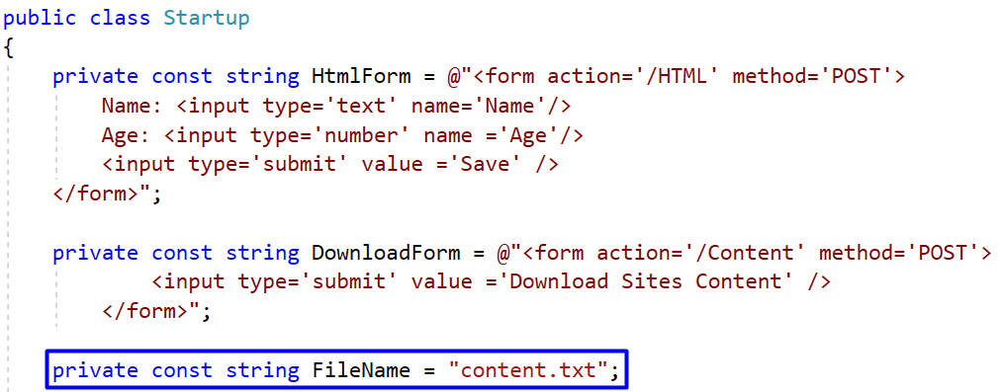 public class Startup
{
    private const string HtmlForm = @"<form action='/HTML' method='POST'>
        Name: <input type='text' name='Name'/>
        Age: <input type='number' name ='Age'/>
        <input type='submit' value ='Save' />
    </form>";

    private const string DownloadForm = @"<form action='/Content' method='POST'>
            <input type='submit' value ='Download Sites Content' />
        </form>";

    private const string FileName = "content.txt";